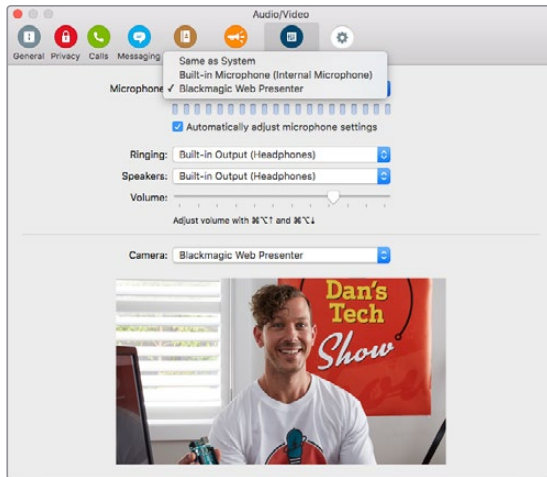 Audio/Video
General Privacy Calls Messaging
Same as System
Built-in Microphone (Internal Microphone)
Microphone: ✓ Blackmagic Web Presenter
Automatically adjust microphone settings
Ringing: Built-in Output (Headphones)
Speakers: Built-in Output (Headphones)
Volume:
Adjust volume with ⌘⌥↑ and ⌘⌥↓
Camera: Blackmagic Web Presenter
Dan's
Tech
Show